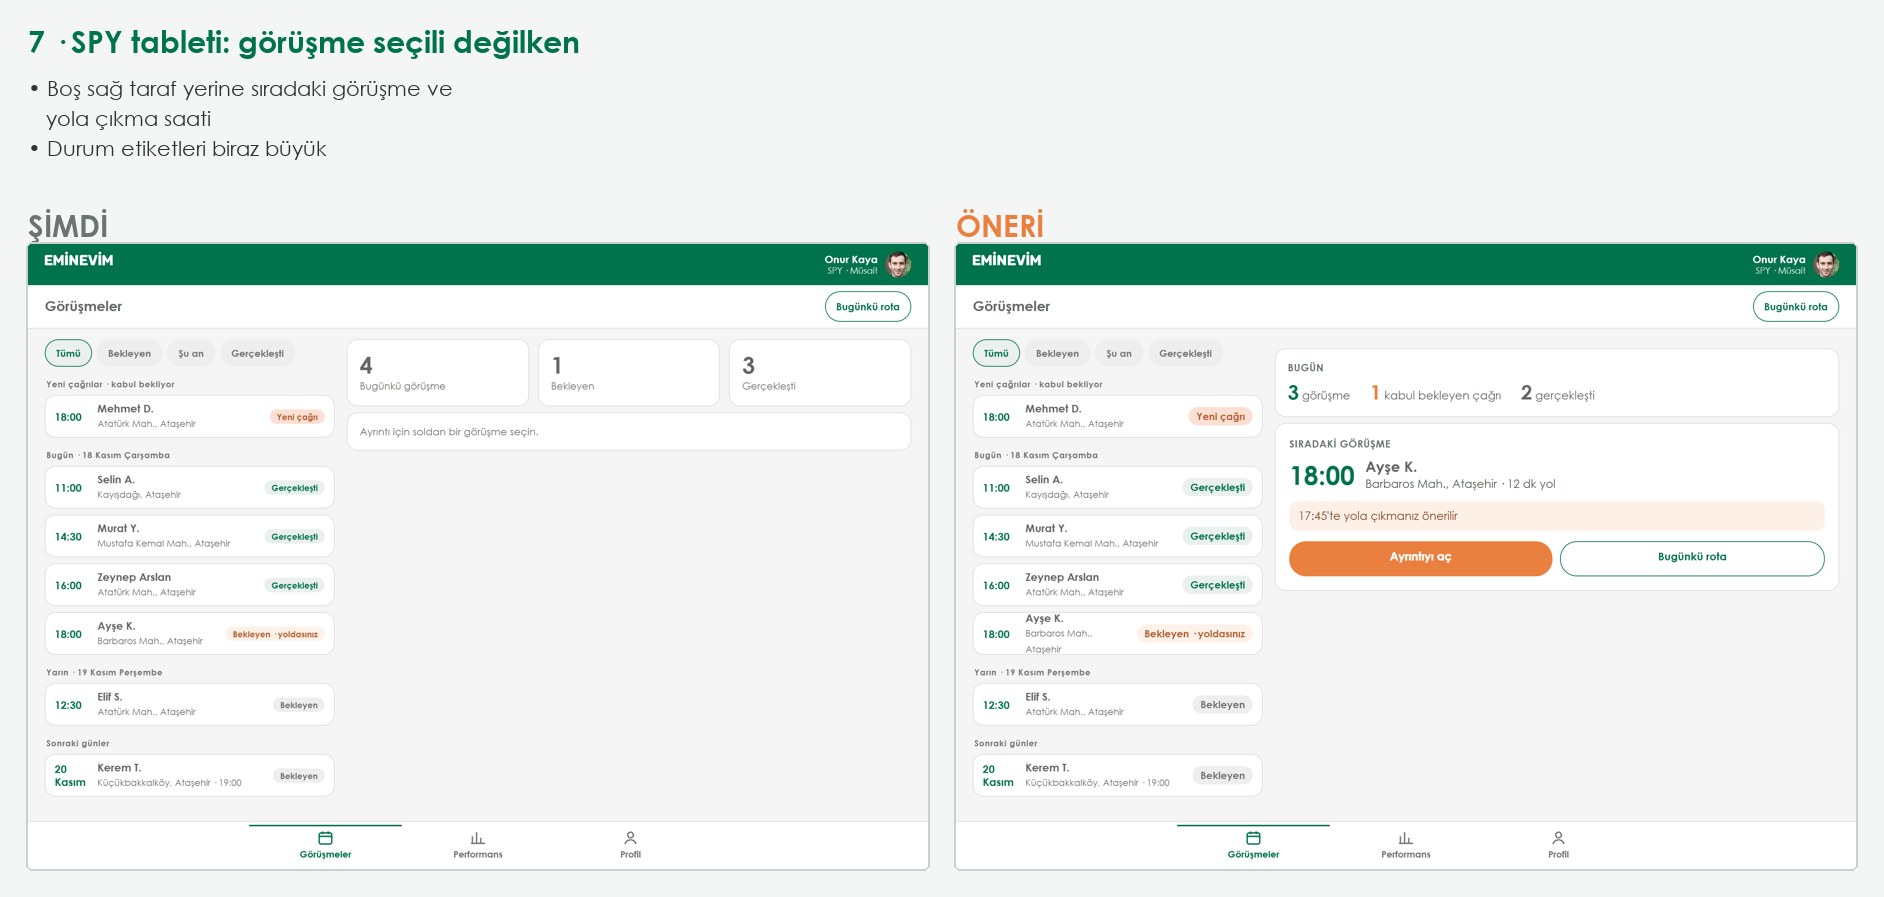 7 · SPY tableti: görüşme seçili değilken
• Boş sağ taraf yerine sıradaki görüşme ve
yola çıkma saati
• Durum etiketleri biraz büyük
ŞİMDİ
EMİNEVİM
Onur Kaya
SPY · Müsait
Görüşmeler
Bugünkü rota
Tümü
Bekleyen
Şu an
Gerçekleşti
Yeni çağrılar · kabul bekliyor
18:00
Mehmet D.
Atatürk Mah., Ataşehir
Yeni çağrı
Bugün · 18 Kasım Çarşamba
11:00
Selin A.
Kayışdağı, Ataşehir
Gerçekleşti
14:30
Murat Y.
Mustafa Kemal Mah., Ataşehir
Gerçekleşti
16:00
Zeynep Arslan
Atatürk Mah., Ataşehir
Gerçekleşti
18:00
Ayşe K.
Barbaros Mah., Ataşehir
Bekleyen · yoldasınız
Yarın · 19 Kasım Perşembe
12:30
Elif S.
Atatürk Mah., Ataşehir
Bekleyen
Sonraki günler
20
Kasım
Kerem T.
Küçükbakkalköy, Ataşehir · 19:00
Bekleyen
4
Bugünkü görüşme
1
Bekleyen
3
Gerçekleşti
Ayrıntı için soldan bir görüşme seçin.
Görüşmeler
Performans
Profil
ÖNERİ
EMİNEVİM
Onur Kaya
SPY · Müsait
Görüşmeler
Bugünkü rota
Tümü
Bekleyen
Şu an
Gerçekleşti
Yeni çağrılar · kabul bekliyor
18:00
Mehmet D.
Atatürk Mah., Ataşehir
Yeni çağrı
Bugün · 18 Kasım Çarşamba
11:00
Selin A.
Kayışdağı, Ataşehir
Gerçekleşti
14:30
Murat Y.
Mustafa Kemal Mah., Ataşehir
Gerçekleşti
16:00
Zeynep Arslan
Atatürk Mah., Ataşehir
Gerçekleşti
18:00
Ayşe K.
Barbaros Mah.,
Ataşehir
Bekleyen · yoldasınız
Yarın · 19 Kasım Perşembe
12:30
Elif S.
Atatürk Mah., Ataşehir
Bekleyen
Sonraki günler
20
Kasım
Kerem T.
Küçükbakkalköy, Ataşehir · 19:00
Bekleyen
BUGÜN
3 görüşme 1 kabul bekleyen çağrı 2 gerçekleşti
SIRADAKİ GÖRÜŞME
18:00
Ayşe K.
Barbaros Mah., Ataşehir · 12 dk yol
17:45'te yola çıkmanız önerilir
Ayrıntıyı aç
Bugünkü rota
Görüşmeler
Performans
Profil